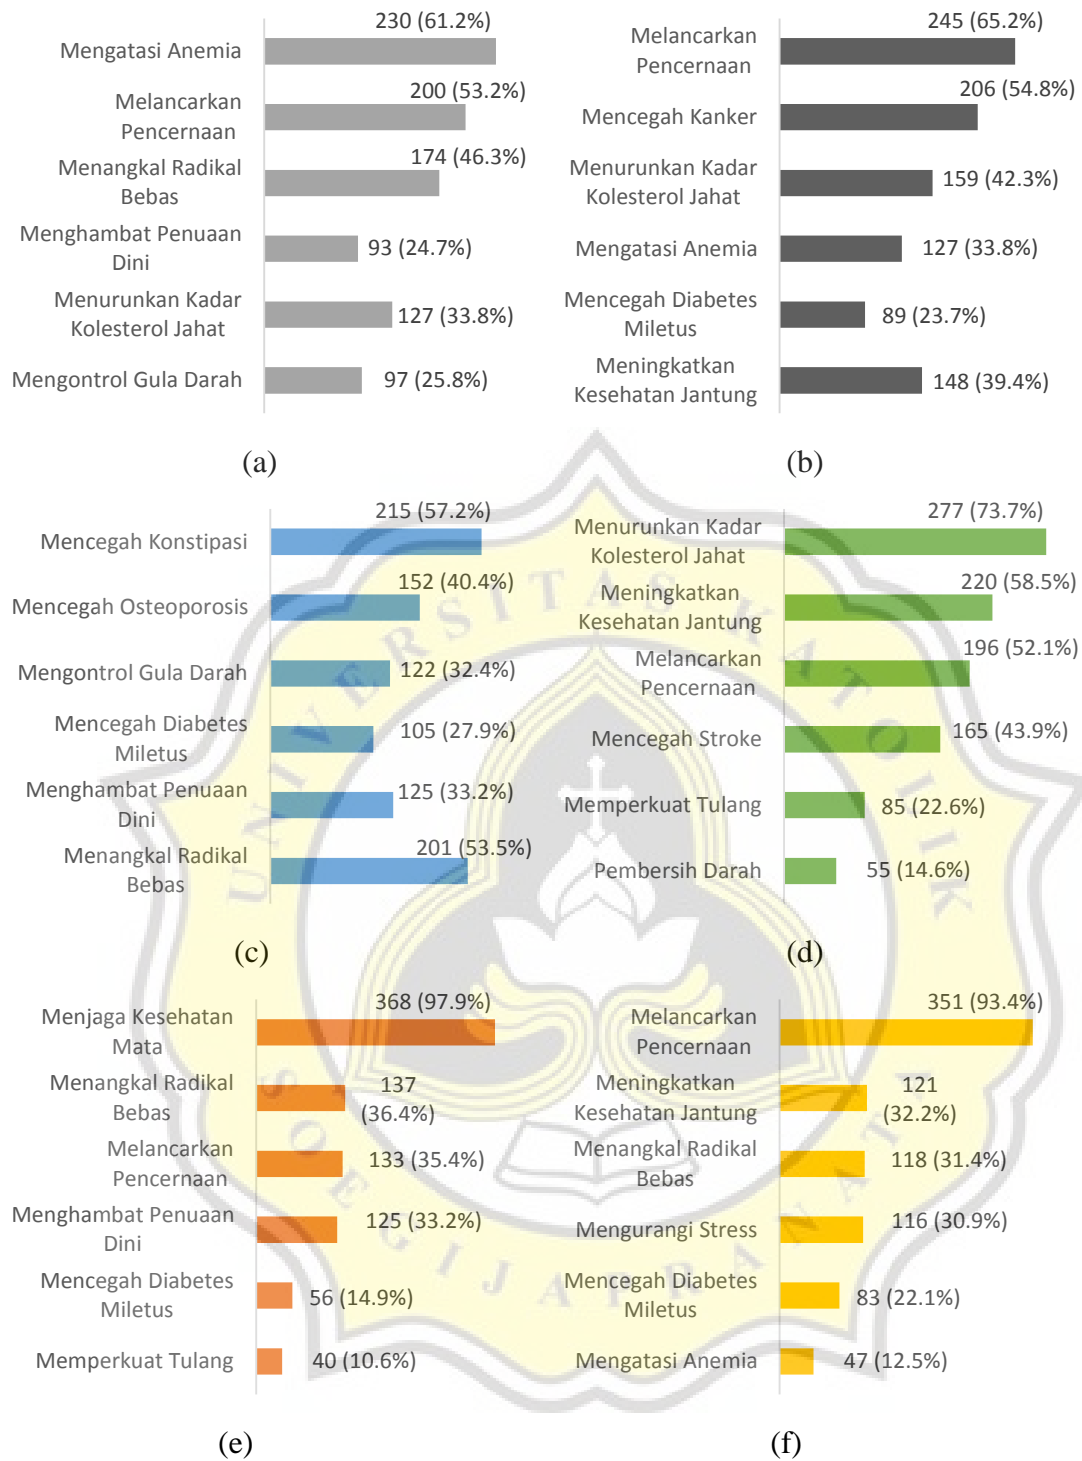 230 (61.2%)
Mengatasi Anemia
200 (53.2%)
Melancarkan
Pencernaan
174 (46.3%)
Menangkal Radikal
Bebas
Menghambat Penuaan
Dini
93 (24.7%)
Menurunkan Kadar
Kolesterol Jahat
127 (33.8%)
Mengontrol Gula Darah
97 (25.8%)
(a)
245 (65.2%)
Melancarkan
Pencernaan
206 (54.8%)
Mencegah Kanker
Menurunkan Kadar
Kolesterol Jahat
159 (42.3%)
Mengatasi Anemia
127 (33.8%)
Mencegah Diabetes
Miletus
89 (23.7%)
Meningkatkan
Kesehatan Jantung
148 (39.4%)
(b)
215 (57.2%)
Mencegah Konstipasi
152 (40.4%)
Mencegah Osteoporosis
Mengontrol Gula Darah
122 (32.4%)
Mencegah Diabetes
Miletus
105 (27.9%)
Menghambat Penuaan
Dini
125 (33.2%)
Menangkal Radikal
Bebas
201 (53.5%)
(c)
277 (73.7%)
Menurunkan Kadar
Kolesterol Jahat
220 (58.5%)
Meningkatkan
Kesehatan Jantung
196 (52.1%)
Melancarkan
Pencernaan
Mencegah Stroke
165 (43.9%)
Memperkuat Tulang
85 (22.6%)
Pembersih Darah
55 (14.6%)
(d)
368 (97.9%)
Menjaga Kesehatan
Mata
Menangkal Radikal
Bebas
137
(36.4%)
Melancarkan
Pencernaan
133 (35.4%)
Menghambat Penuaan
Dini
125 (33.2%)
Mencegah Diabetes
Miletus
56 (14.9%)
Memperkuat Tulang
40 (10.6%)
(e)
351 (93.4%)
Melancarkan
Pencernaan
Meningkatkan
Kesehatan Jantung
121
(32.2%)
Menangkal Radikal
Bebas
118 (31.4%)
Mengurangi Stress
116 (30.9%)
Mencegah Diabetes
Miletus
83 (22.1%)
Mengatasi Anemia
47 (12.5%)
(f)
UNIVERSITAS KATOLIK
SOEGIJAPRANATA